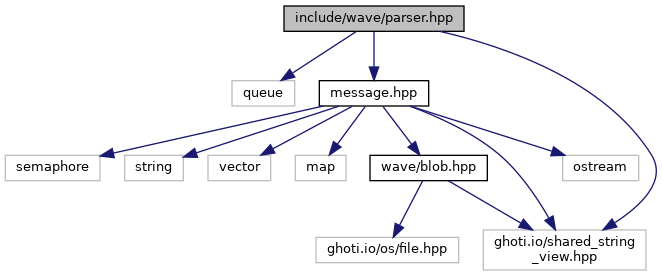 include/wave/parser.hpp
queue
message.hpp
semaphore
string
vector
map
wave/blob.hpp
ostream
ghoti.io/os/file.hpp
ghoti.io/shared_string
_view.hpp